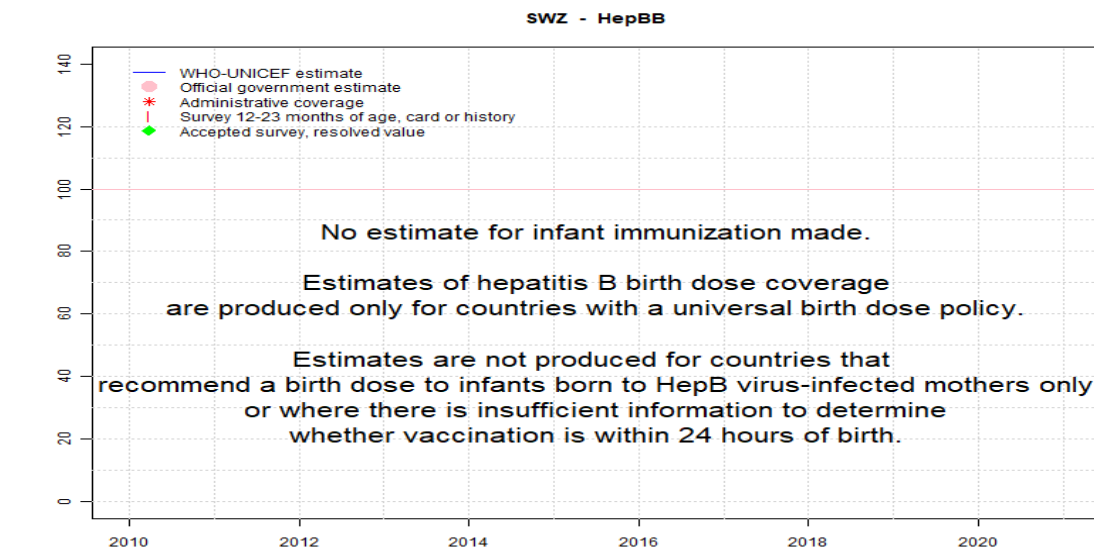 SWZ - HepBB
140
120
100
80
60
40
20
0
WHO-UNICEF estimate
Official government estimate
Administrative coverage
Survey 12-23 months of age, card or history
Accepted survey, resolved value
No estimate for infant immunization made.
Estimates of hepatitis B birth dose coverage
are produced only for countries with a universal birth dose policy.
Estimates are not produced for countries that
recommend a birth dose to infants born to HepB virus-infected mothers only
or where there is insufficient information to determine
whether vaccination is within 24 hours of birth.
2010 2012 2014 2016 2018 2020